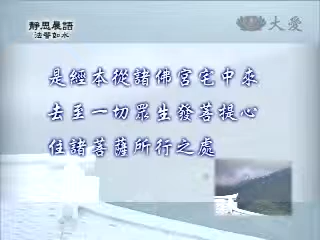 靜思晨語
法譬如水
大愛
是經本從諸佛宮宅中來
去至一切眾生發菩提心
住諸菩薩所行之處